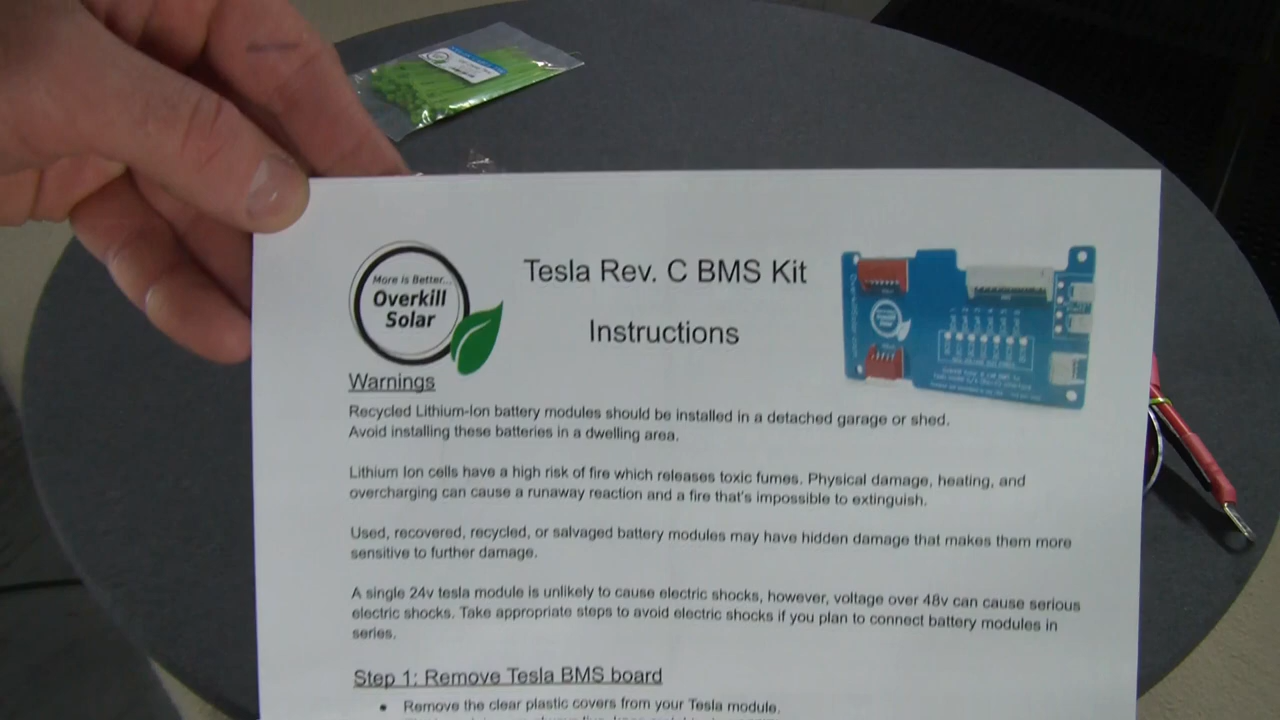 More is Better...
Overkill
Solar
Tesla Rev. C BMS Kit
Instructions
Warnings
Recycled Lithium-Ion battery modules should be installed in a detached garage or shed.
Avoid installing these batteries in a dwelling area.
Lithium Ion cells have a high risk of fire which releases toxic fumes. Physical damage, heating, and
overcharging can cause a runaway reaction and a fire that's impossible to extinguish.
Used, recovered, recycled, or salvaged battery modules may have hidden damage that makes them more
sensitive to further damage.
A single 24v tesla module is unlikely to cause electric shocks, however, voltage over 48v can cause serious
electric shocks. Take appropriate steps to avoid electric shocks if you plan to connect battery modules in
series.
Step 1: Remove Tesla BMS board
• Remove the clear plastic covers from your Tesla module.